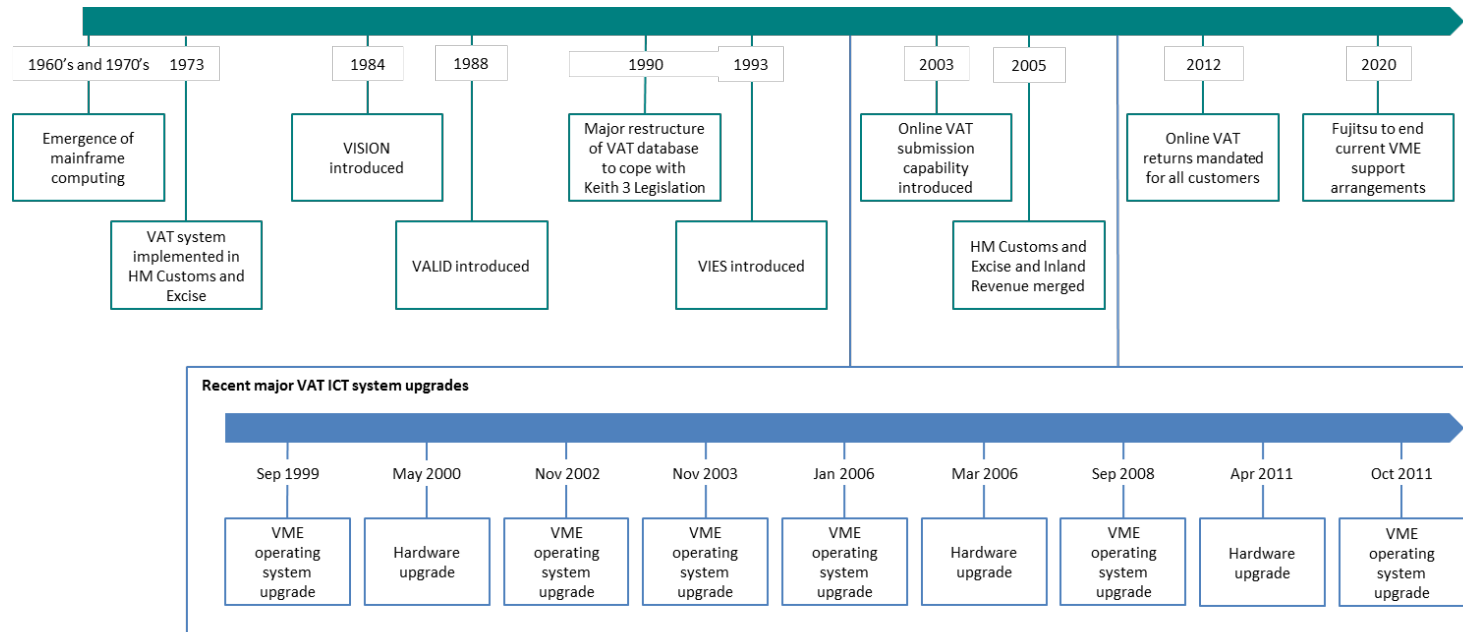 1960's and 1970's
1973
1984
1988
1990
1993
2003
2005
2012
2020
Emergence of
mainframe
computing
VAT system
implemented in
HM Customs and
Excise
VISION
introduced
VALID introduced
Major restructure
of VAT database
to cope with
Keith 3 Legislation
VIES introduced
Online VAT
submission
capability
introduced
HM Customs and
Excise and Inland
Revenue merged
Online VAT
returns mandated
for all customers
Fujitsu to end
current VME
support
arrangements
Recent major VAT ICT system upgrades
Sep 1999
May 2000
Nov 2002
Nov 2003
Jan 2006
Mar 2006
Sep 2008
Apr 2011
Oct 2011
VME
operating
system
upgrade
Hardware
upgrade
VME
operating
system
upgrade
VME
operating
system
upgrade
VME
operating
system
upgrade
Hardware
upgrade
VME
operating
system
upgrade
Hardware
upgrade
VME
operating
system
upgrade